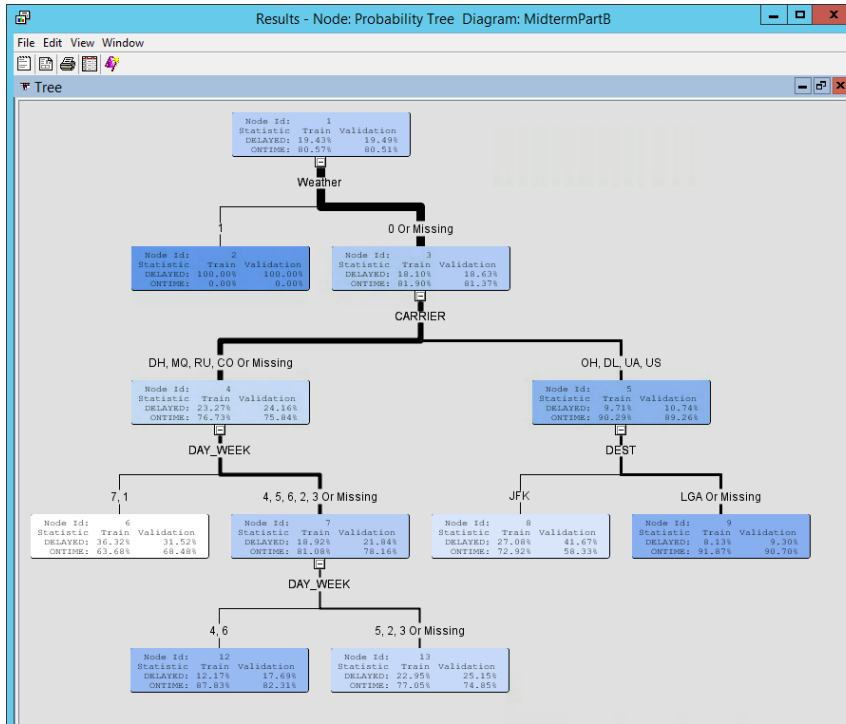 Results - Node: Probability Tree Diagram: MidtermPartB
File Edit View Window
Tree
Node Id: 1
Statistic Train Validation
DELAYED: 19.43% 19.49%
ONTIME: 80.57% 80.51%
Weather
1
0 Or Missing
Node Id: 2
Statistic Train Validation
DELAYED: 100.00% 100.00%
ONTIME: 0.00% 0.00%
Node Id: 3
Statistic Train Validation
DELAYED: 18.10% 18.63%
ONTIME: 81.90% 81.37%
CARRIER
DH, MQ, RU, CO Or Missing
OH, DL, UA, US
Node Id: 4
Statistic Train Validation
DELAYED: 23.27% 24.16%
ONTIME: 76.73% 75.84%
Node Id: 5
Statistic Train Validation
DELAYED: 9.71% 10.74%
ONTIME: 90.29% 89.26%
DAY_WEEK
DEST
7, 1
4, 5, 6, 2, 3 Or Missing
JFK
LGA Or Missing
Node Id: 6
Statistic Train Validation
DELAYED: 36.32% 31.52%
ONTIME: 63.68% 68.48%
Node Id: 7
Statistic Train Validation
DELAYED: 18.92% 21.84%
ONTIME: 81.08% 78.16%
Node Id: 8
Statistic Train Validation
DELAYED: 27.08% 41.67%
ONTIME: 72.92% 58.33%
Node Id: 9
Statistic Train Validation
DELAYED: 8.13% 9.30%
ONTIME: 91.87% 90.70%
DAY_WEEK
4, 6
5, 2, 3 Or Missing
Node Id: 12
Statistic Train Validation
DELAYED: 12.17% 17.69%
ONTIME: 87.83% 82.31%
Node Id: 13
Statistic Train Validation
DELAYED: 22.95% 25.15%
ONTIME: 77.05% 74.85%